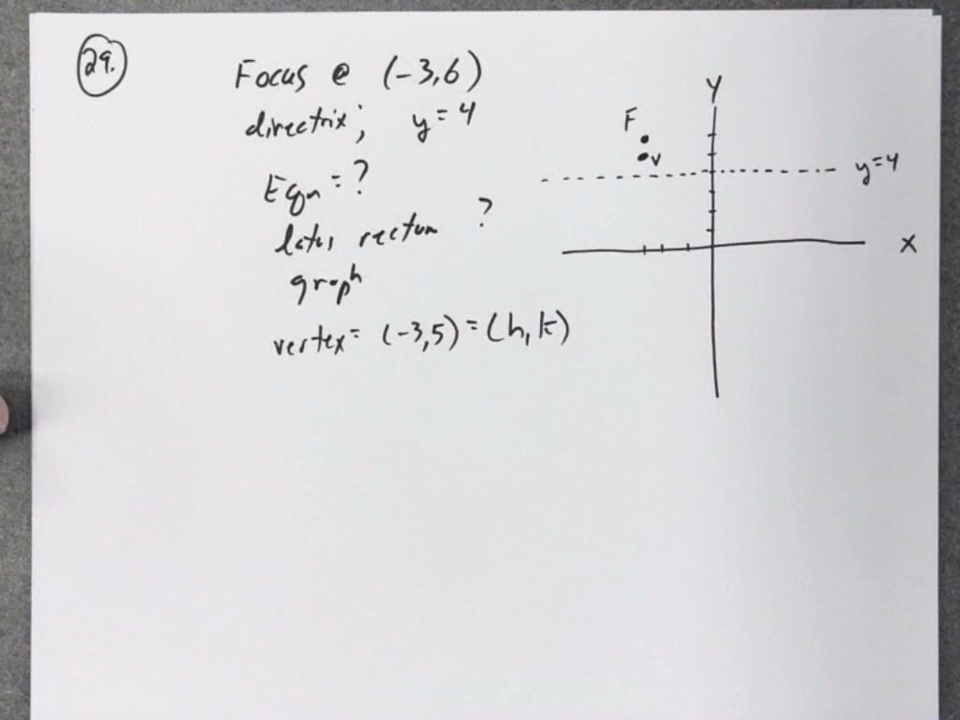 29.
Focus @ (-3,6)
directrix; y=4
Eqn = ?
latus rectum ?
graph
vertex= (-3,5) = (h,k)
Y
F
V
y=4
X